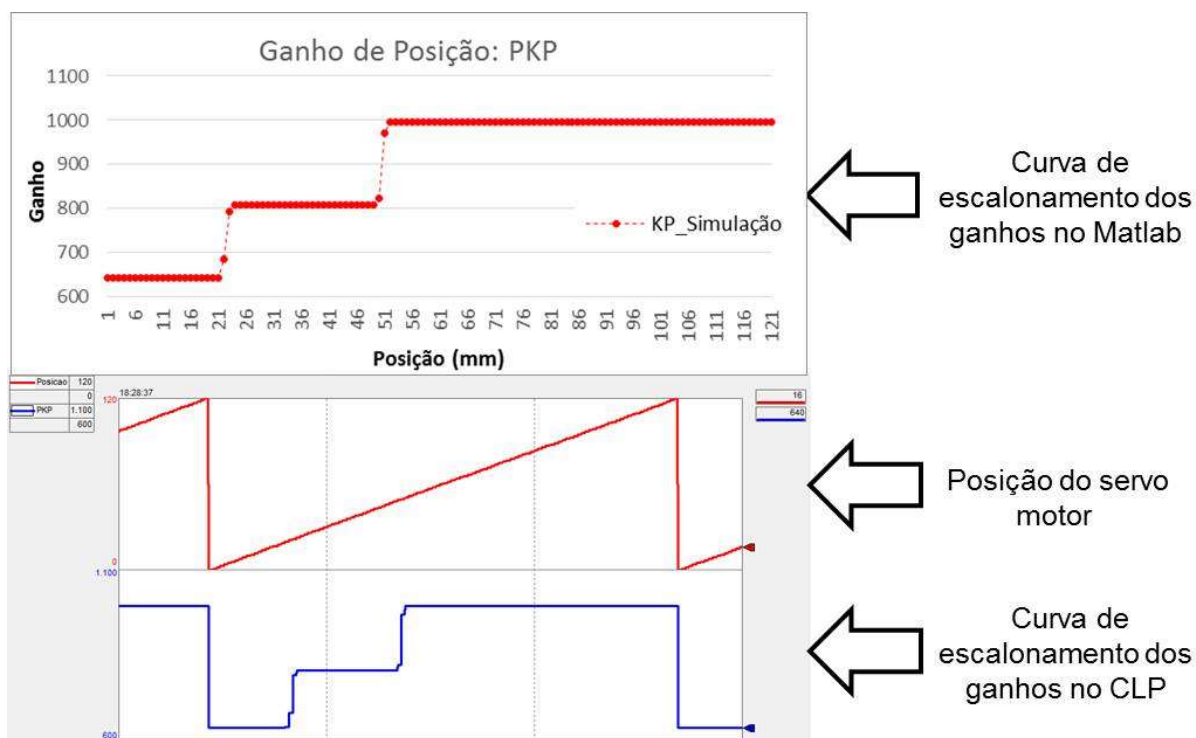 Ganho de Posição: PKP
1100
1000
900
800
700
600
Ganho
KP_Simulação
1 6 11 16 21 26 31 36 41 46 51 56 61 66 71 76 81 86 91 96 101 106 111 116 121
Posição (mm)
Curva de
escalonamento dos
ganhos no Matlab
Posicao 120
0
PKP 1.100
600
18:28:37
120
0
1.100
600
16
640
Posição do servo
motor
Curva de
escalonamento dos
ganhos no CLP